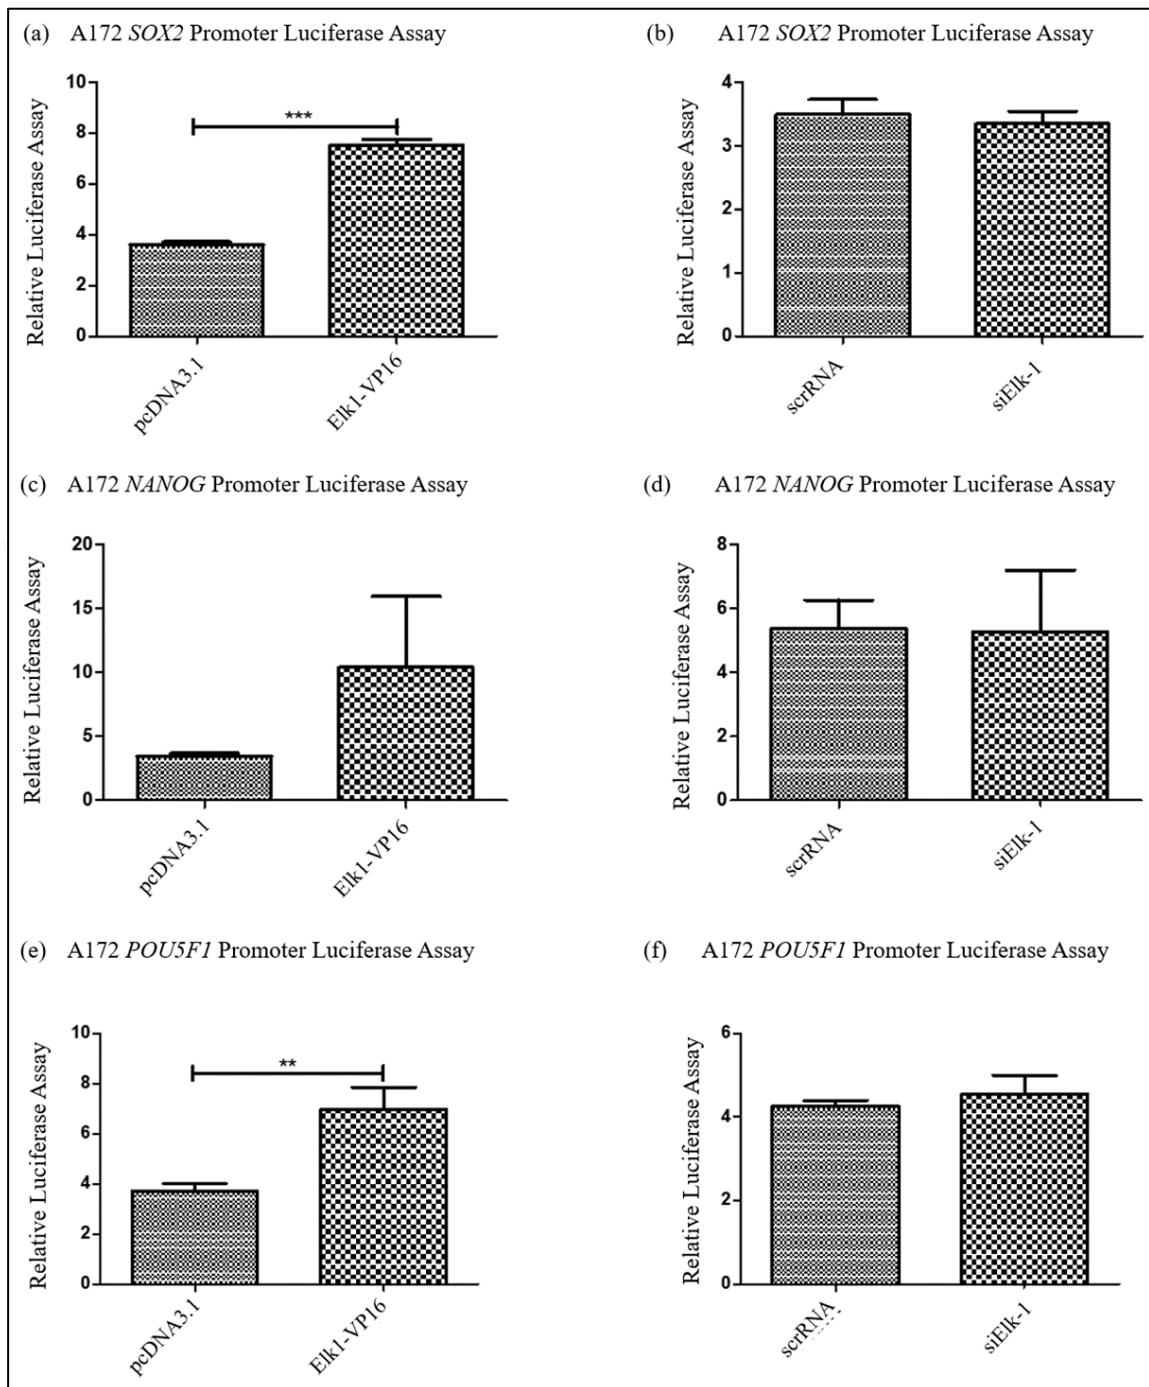 (a) A172 SOX2 Promoter Luciferase Assay
Relative Luciferase Assay
10
8
6
4
2
0
***
pcDNA3.1
Elk1-VP16
(b) A172 SOX2 Promoter Luciferase Assay
Relative Luciferase Assay
4
3
2
1
0
scrRNA
siElk-1
(c) A172 NANOG Promoter Luciferase Assay
Relative Luciferase Assay
20
15
10
5
0
pcDNA3.1
Elk1-VP16
(d) A172 NANOG Promoter Luciferase Assay
Relative Luciferase Assay
8
6
4
2
0
scrRNA
siElk-1
(e) A172 POU5F1 Promoter Luciferase Assay
Relative Luciferase Assay
10
8
6
4
2
0
**
pcDNA3.1
Elk1-VP16
(f) A172 POU5F1 Promoter Luciferase Assay
Relative Luciferase Assay
6
4
2
0
scrRNA
siElk-1